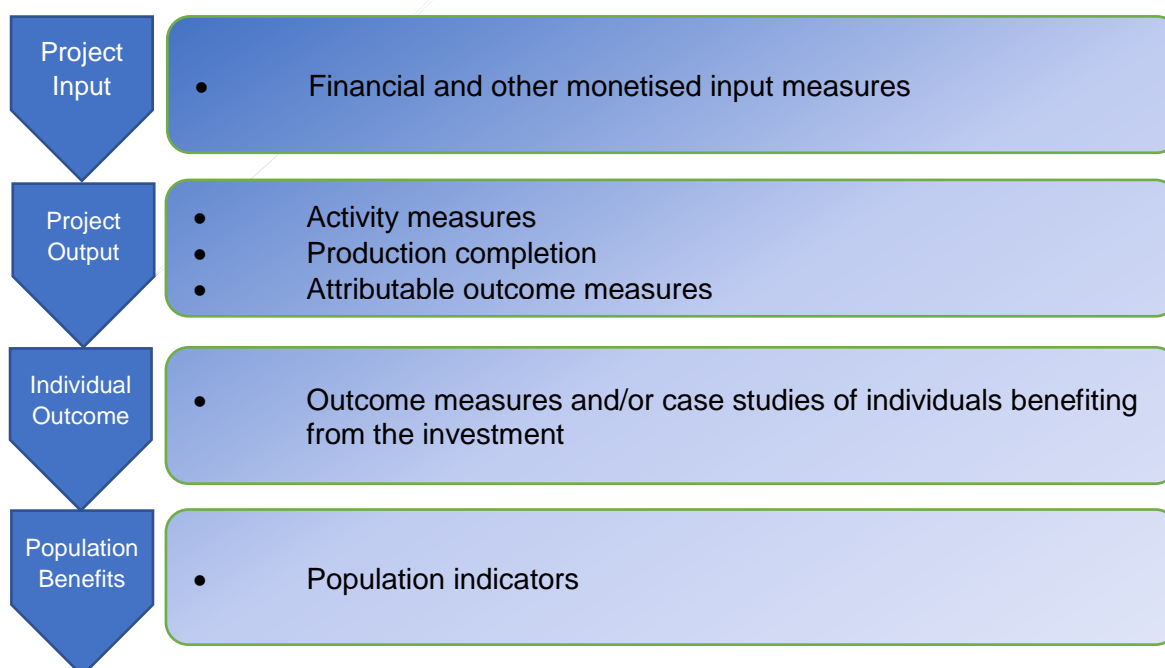 Project
Input
• Financial and other monetised input measures
Project
Output
• Activity measures
• Production completion
• Attributable outcome measures
Individual
Outcome
• Outcome measures and/or case studies of individuals benefiting
from the investment
Population
Benefits
• Population indicators